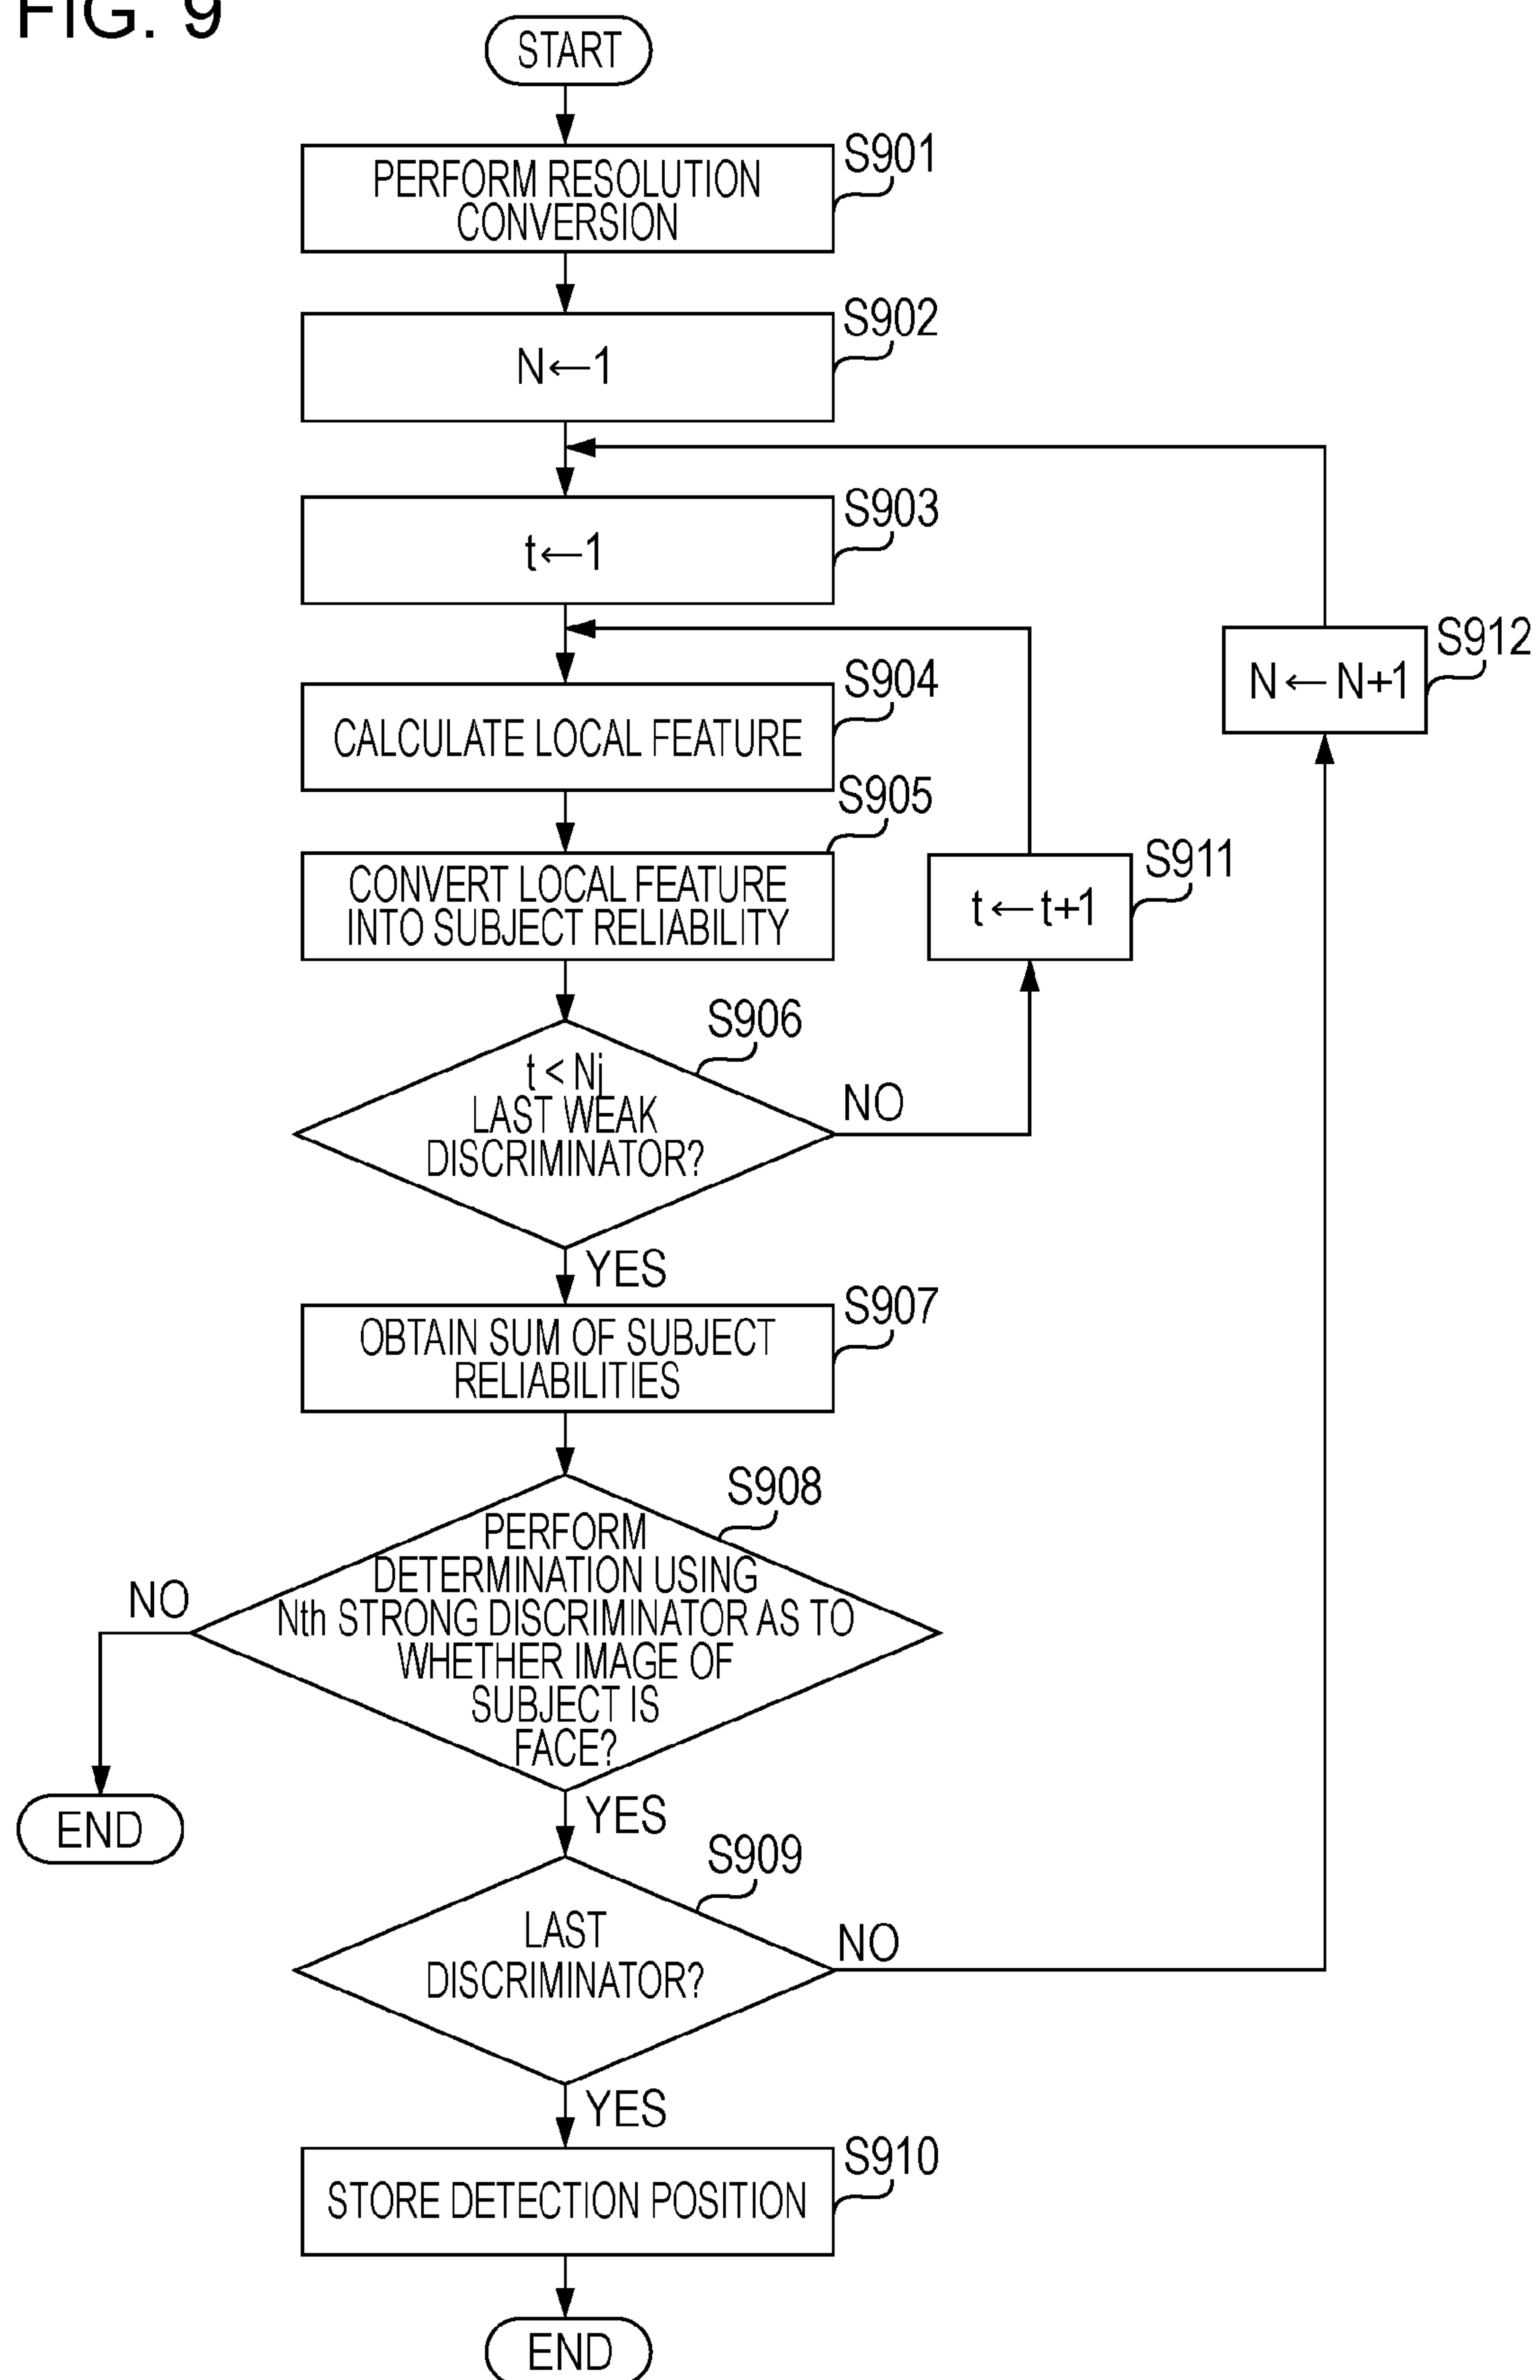 FIG. 9
START
PERFORM RESOLUTION
CONVERSION
S901
N←1
S902
t←1
S903
CALCULATE LOCAL FEATURE
S904
CONVERT LOCAL FEATURE
INTO SUBJECT RELIABILITY
S905
t←t+1
S911
N←N+1
S912
t < Nj
LAST WEAK
DISCRIMINATOR?
S906
NO
YES
OBTAIN SUM OF SUBJECT
RELIABILITIES
S907
PERFORM
DETERMINATION USING
Nth STRONG DISCRIMINATOR AS TO
WHETHER IMAGE OF
SUBJECT IS
FACE?
S908
NO
END
YES
LAST
DISCRIMINATOR?
S909
NO
YES
STORE DETECTION POSITION
S910
END